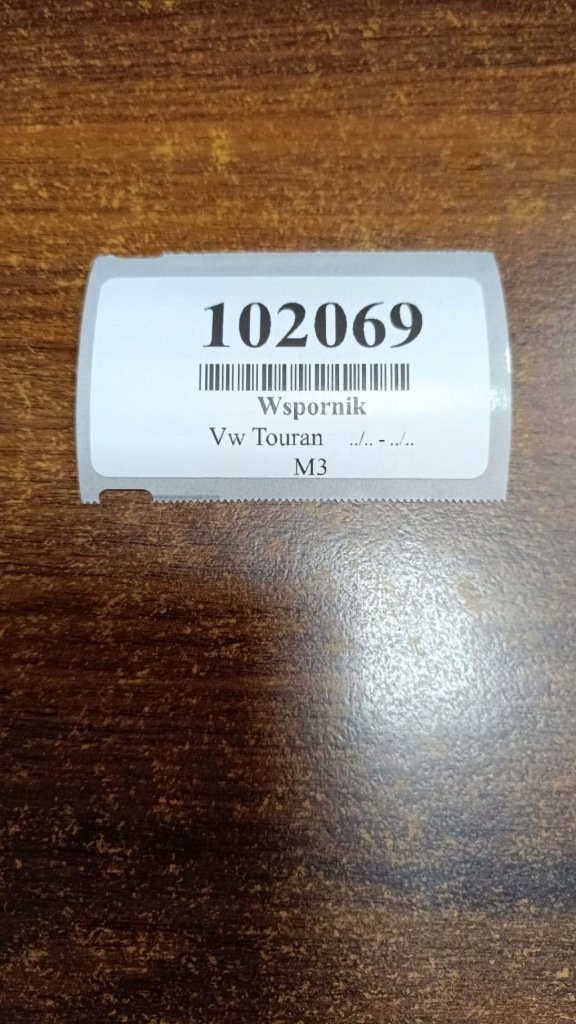 102069
Wspornik
Vw Touran ../.. - ../..
M3